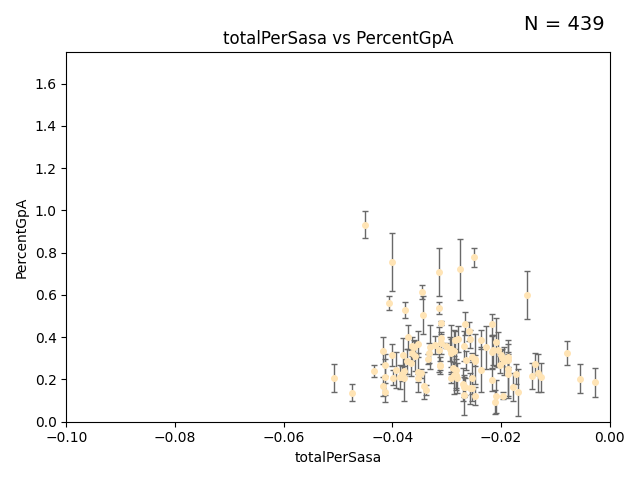 N = 439
totalPerSasa vs PercentGpA
PercentGpA
1.6
1.4
1.2
1.0
0.8
0.6
0.4
0.2
0.0
−0.10 −0.08 −0.06 −0.04 −0.02 0.00
totalPerSasa